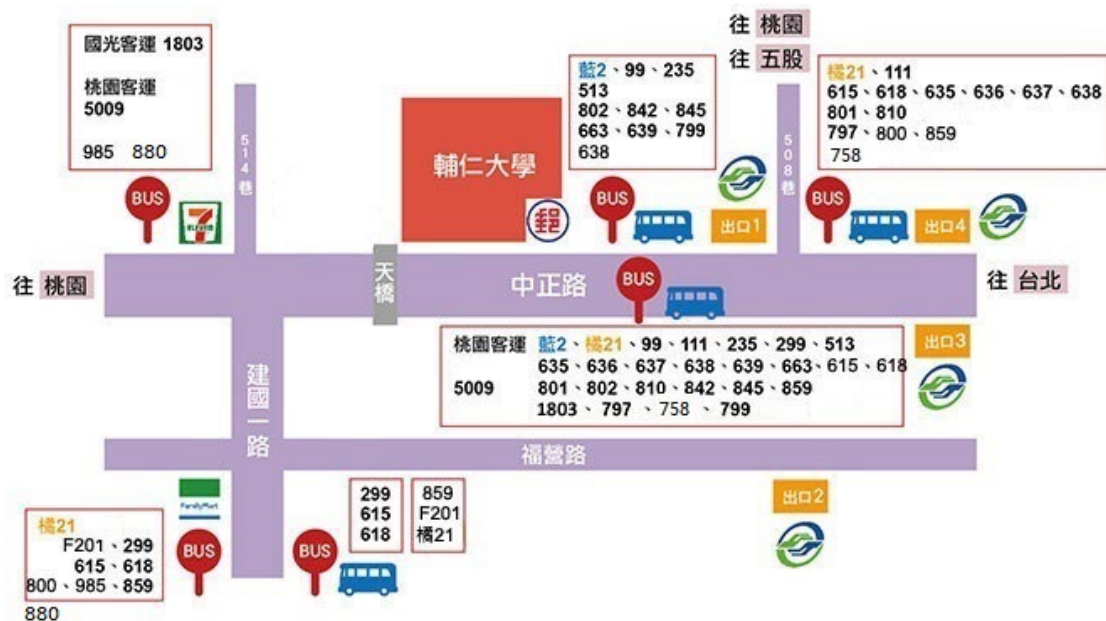 國光客運 1803
桃園客運
5009
985 880
BUS
7
ELEVEN
514巷
輔仁大學
郵
往 桃園
往 五股
藍2、99、235
513
802、842、845
663、639、799
638
BUS
出口1
508巷
橘21、111
615、618、635、636、637、638
801、810
797、800、859
758
BUS
出口4
往 桃園
天橋
中正路
BUS
往 台北
桃園客運 藍2、橘21、99、111、235、299、513
635、636、637、638、639、663、615、618
5009 801、802、810、842、845、859
1803、797、758、799
出口3
建國一路
福營路
FamilyMart
橘21
F201、299
615、618
800、985、859
880
BUS
BUS
299
615
618
859
F201
橘21
出口2